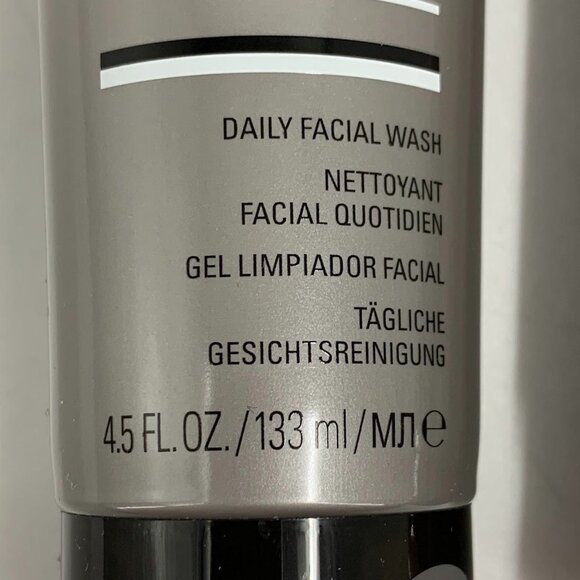 DAILY FACIAL WASH
NETTOYANT
FACIAL QUOTIDIEN
GEL LIMPIADOR FACIAL
TÄGLICHE
GESICHTSREINIGUNG
4.5 FL. OZ. / 133 ml / МЛ ℮